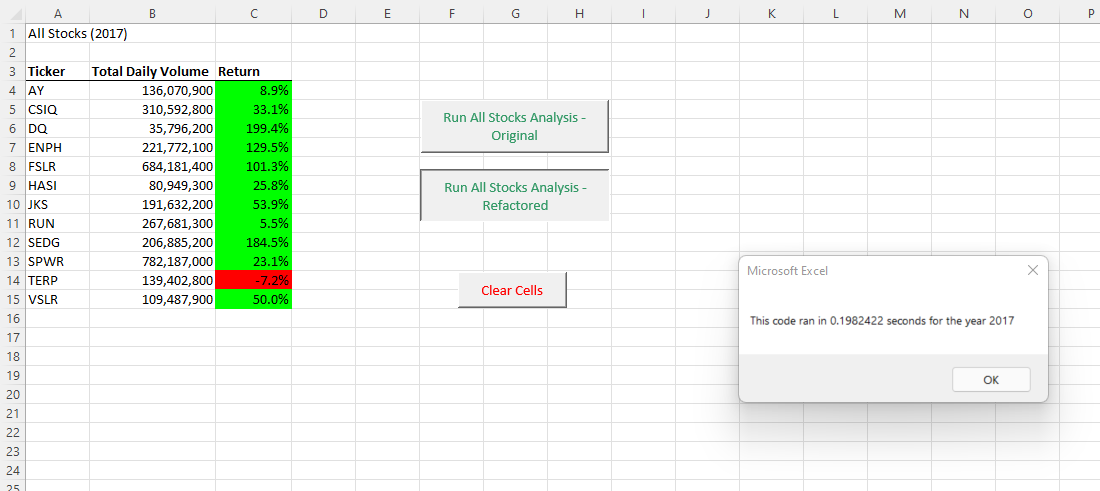 A B C D E F G H I J K L M N O P
1 All Stocks (2017)
2
3 Ticker Total Daily Volume Return
4 AY 136,070,900 8.9%
5 CSIQ 310,592,800 33.1%
6 DQ 35,796,200 199.4%
7 ENPH 221,772,100 129.5%
8 FSLR 684,181,400 101.3%
9 HASI 80,949,300 25.8%
10 JKS 191,632,200 53.9%
11 RUN 267,681,300 5.5%
12 SEDG 206,885,200 184.5%
13 SPWR 782,187,000 23.1%
14 TERP 139,402,800 -7.2%
15 VSLR 109,487,900 50.0%
16
17
18
19
20
21
22
23
24
25
Run All Stocks Analysis -
Original
Run All Stocks Analysis -
Refactored
Clear Cells
Microsoft Excel
This code ran in 0.1982422 seconds for the year 2017
OK